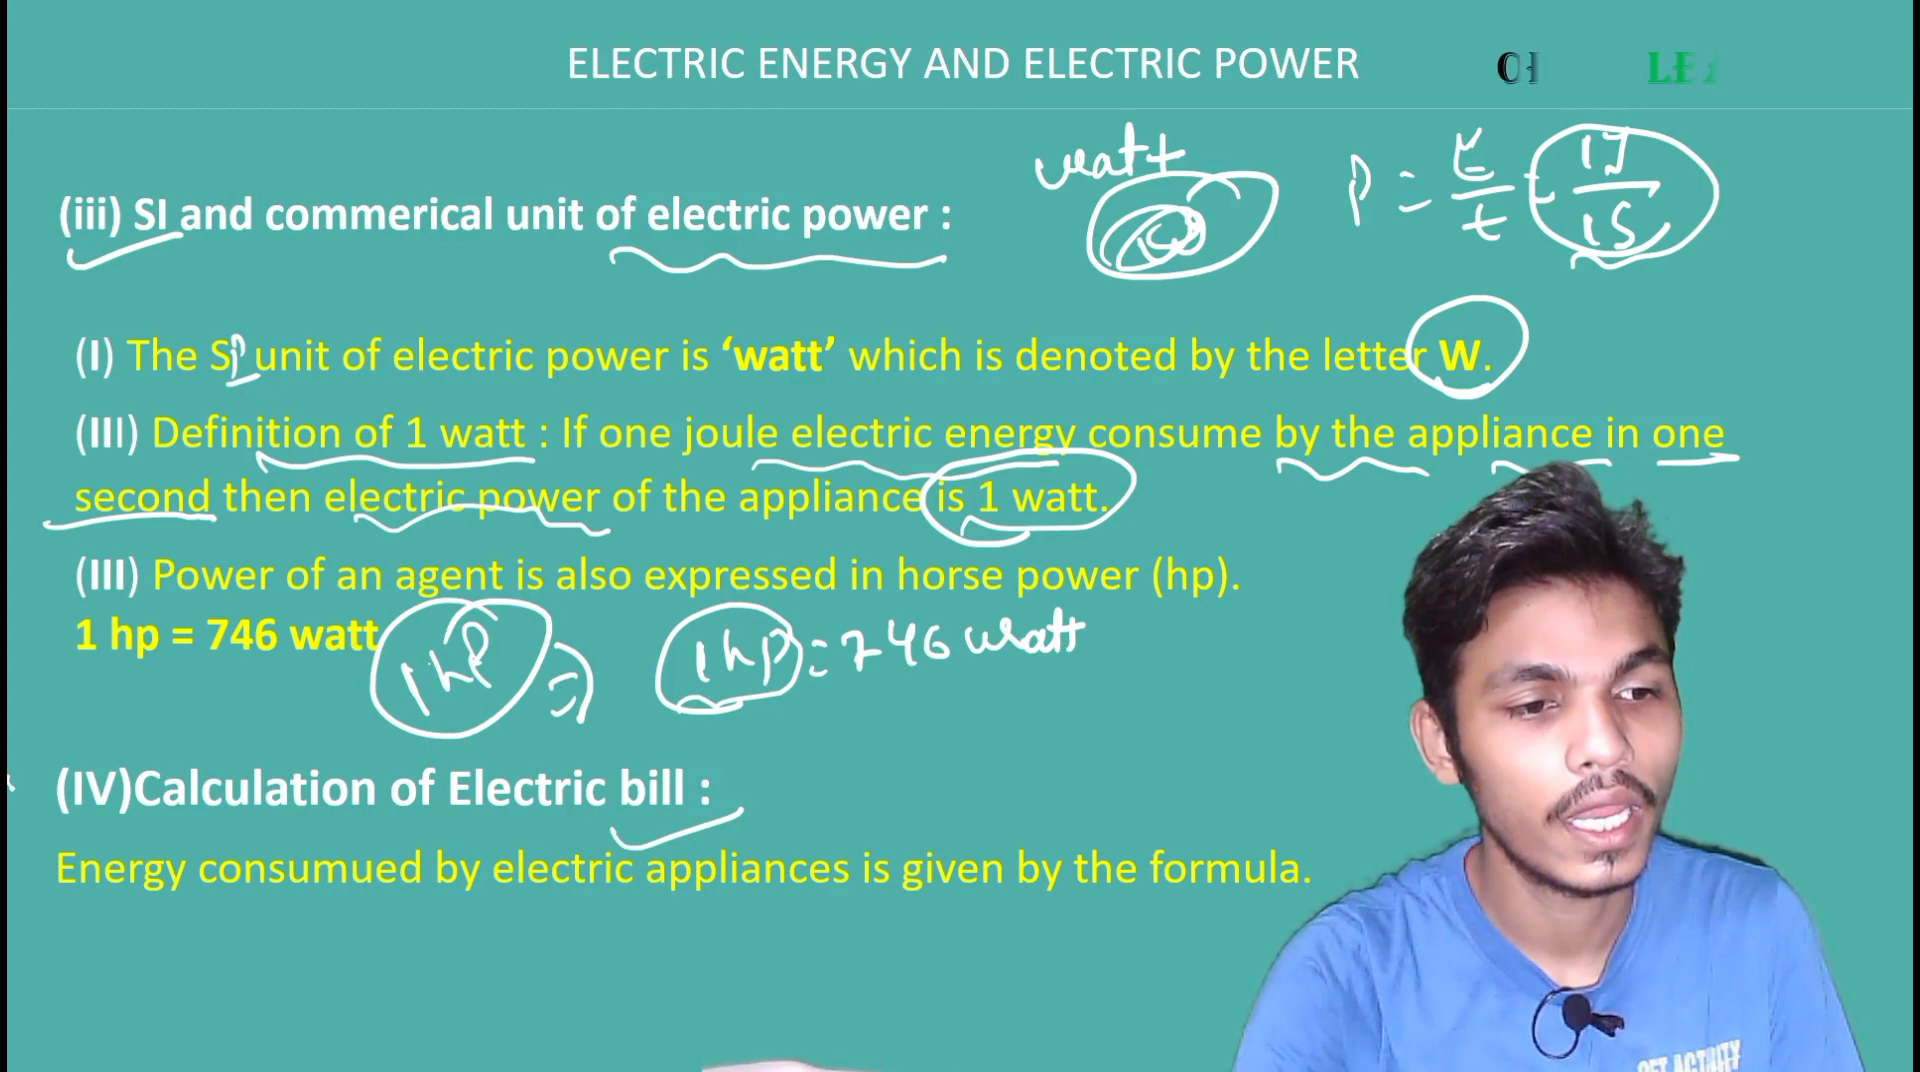 ELECTRIC ENERGY AND ELECTRIC POWER
watt
P = E/t = 1J/1S
(iii) SI and commerical unit of electric power :
(I) The Si unit of electric power is ‘watt’ which is denoted by the letter W.
(III) Definition of 1 watt : If one joule electric energy consume by the appliance in one
second then electric power of the appliance is 1 watt.
(III) Power of an agent is also expressed in horse power (hp).
1 hp = 746 watt
1hp
1hp = 746 watt
(IV)Calculation of Electric bill :
Energy consumued by electric appliances is given by the formula.